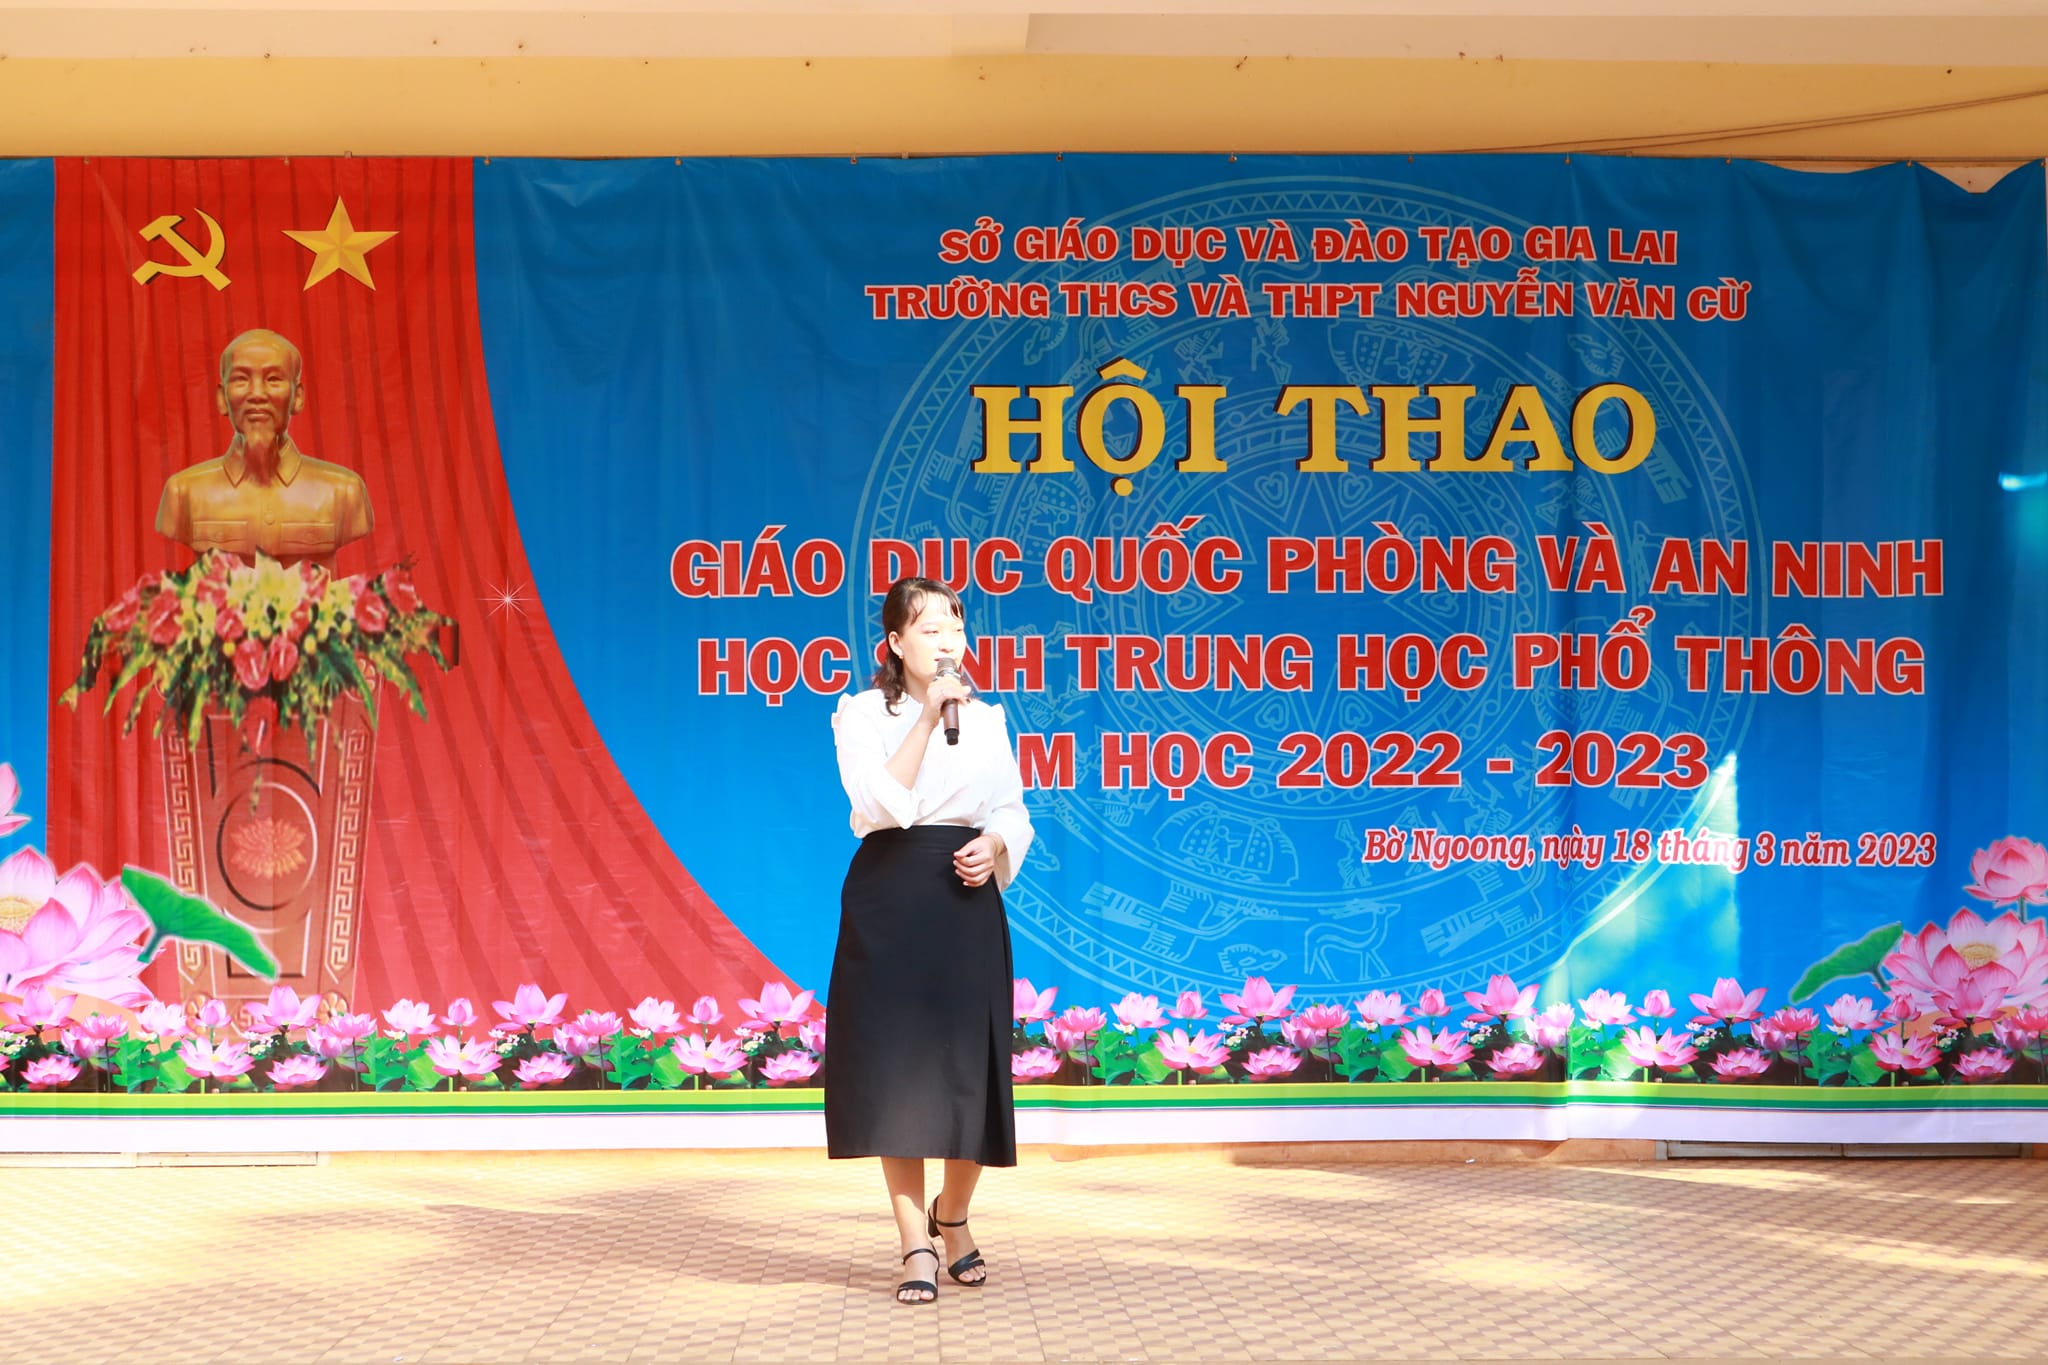 SỞ GIÁO DỤC VÀ ĐÀO TẠO GIA LAI
TRƯỜNG THCS VÀ THPT NGUYỄN VĂN CỪ
HỘI THAO
GIÁO DỤC QUỐC PHÒNG VÀ AN NINH
HỌC SINH TRUNG HỌC PHỔ THÔNG
HỌC 2022 - 2023
Bờ Ngoong, ngày 18 tháng 3 năm 2023